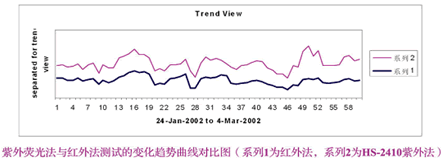 Trend View
separated for tren-
view
系列2
系列1
1 4 7 10 13 16 19 22 25 28 31 34 37 40 43 46 49 52 55 58
24-Jan-2002 to 4-Mar-2002
紫外荧光法与红外法测试的变化趋势曲线对比图（系列1为红外法，系列2为HS-2410紫外法）